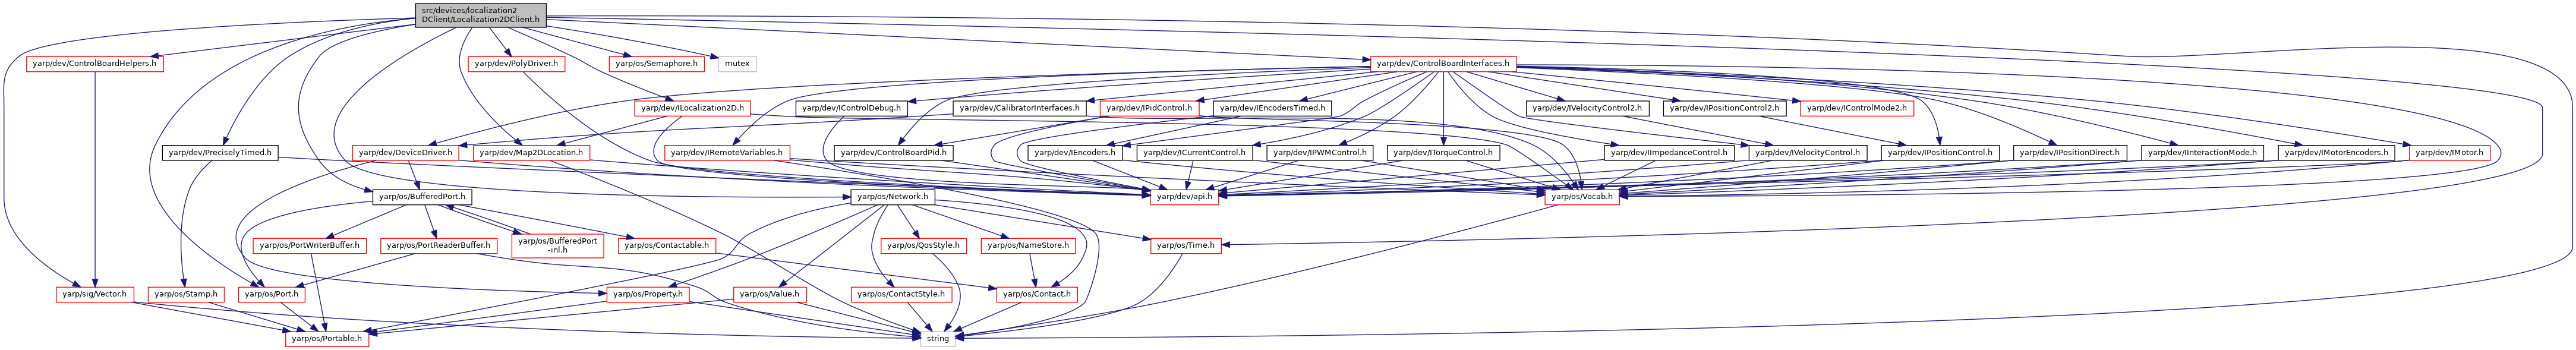 src/devices/localization2
DClient/Localization2DClient.h
yarp/dev/ControlBoardHelpers.h
yarp/dev/PolyDriver.h
yarp/os/Semaphore.h
mutex
yarp/dev/ControlBoardInterfaces.h
yarp/dev/ILocalization2D.h
yarp/dev/IControlDebug.h
yarp/dev/CalibratorInterfaces.h
yarp/dev/IPidControl.h
yarp/dev/IEncodersTimed.h
yarp/dev/IVelocityControl2.h
yarp/dev/IPositionControl2.h
yarp/dev/IControlMode2.h
yarp/dev/PreciselyTimed.h
yarp/dev/DeviceDriver.h
yarp/dev/Map2DLocation.h
yarp/dev/IRemoteVariables.h
yarp/dev/ControlBoardPid.h
yarp/dev/IEncoders.h
yarp/dev/ICurrentControl.h
yarp/dev/IPWMControl.h
yarp/dev/ITorqueControl.h
yarp/dev/IImpedanceControl.h
yarp/dev/IVelocityControl.h
yarp/dev/IPositionControl.h
yarp/dev/IPositionDirect.h
yarp/dev/IInteractionMode.h
yarp/dev/IMotorEncoders.h
yarp/dev/IMotor.h
yarp/os/BufferedPort.h
yarp/os/Network.h
yarp/dev/api.h
yarp/os/Vocab.h
yarp/os/PortWriterBuffer.h
yarp/os/PortReaderBuffer.h
yarp/os/BufferedPort
-inl.h
yarp/os/Contactable.h
yarp/os/QosStyle.h
yarp/os/NameStore.h
yarp/os/Time.h
yarp/sig/Vector.h
yarp/os/Stamp.h
yarp/os/Port.h
yarp/os/Property.h
yarp/os/Value.h
yarp/os/ContactStyle.h
yarp/os/Contact.h
yarp/os/Portable.h
string